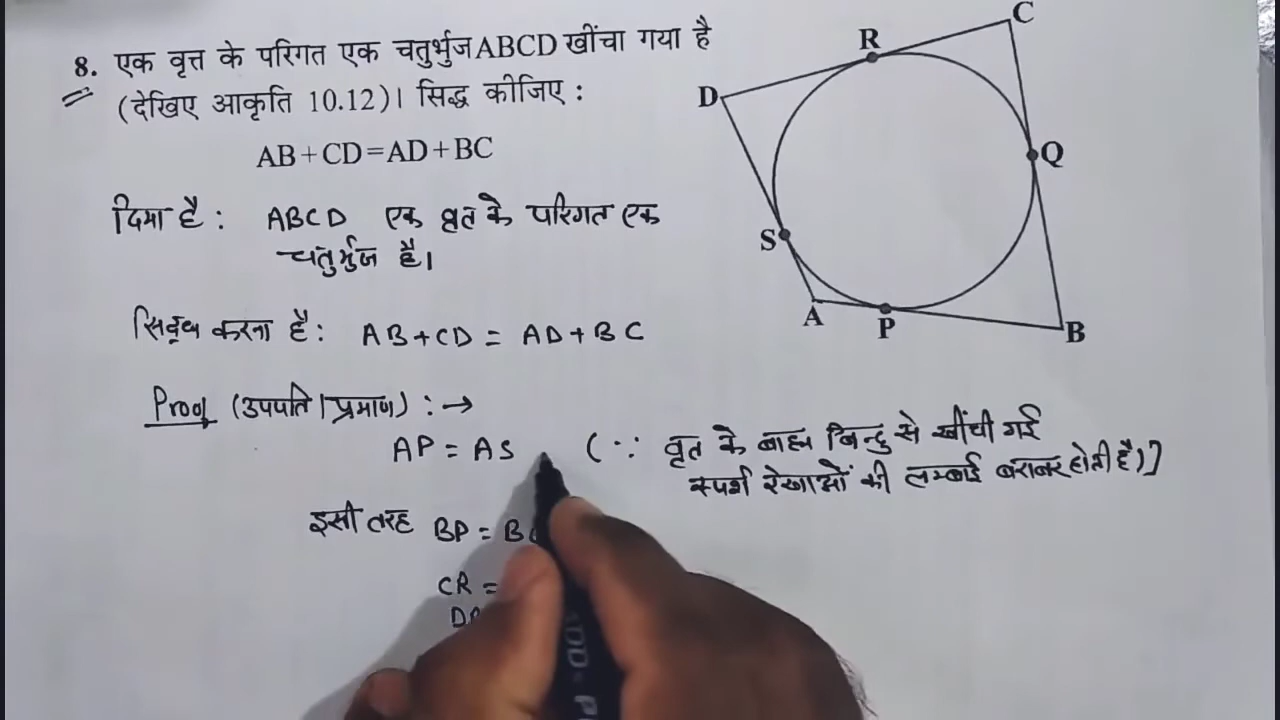 8. एक वृत्त के परिगत एक चतुर्भुज ABCD खींचा गया है
(देखिए आकृति 10.12)। सिद्ध कीजिए :
AB+CD=AD+BC
दिया है : ABCD एक वृत के परिगत एक
चतुर्भुज है।
सिद्ध करना है: AB+CD = AD+BC
Proof (उपपति । प्रमाण) : →
AP = AS (∵ वृत के बाह्य बिन्दु से खींची गई
स्पर्श रेखाओं की लम्बाई बराबर होती है)]
इसी तरह BP = B
CR =
D
C
R
D
Q
S
A
P
B